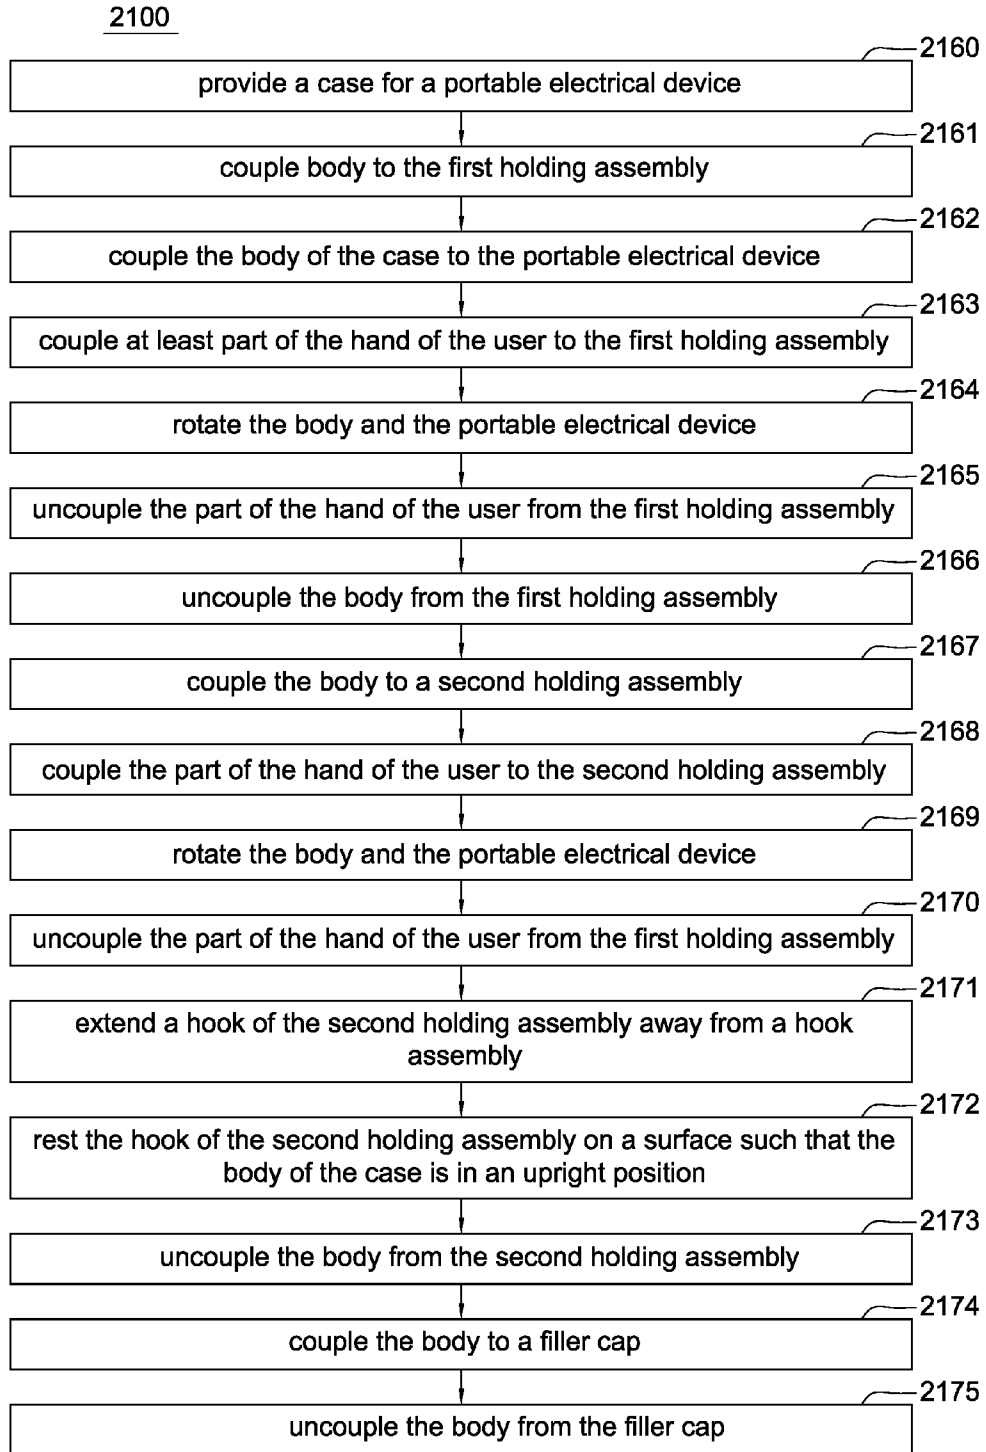 2100
2160
provide a case for a portable electrical device
2161
couple body to the first holding assembly
2162
couple the body of the case to the portable electrical device
2163
couple at least part of the hand of the user to the first holding assembly
2164
rotate the body and the portable electrical device
2165
uncouple the part of the hand of the user from the first holding assembly
2166
uncouple the body from the first holding assembly
2167
couple the body to a second holding assembly
2168
couple the part of the hand of the user to the second holding assembly
2169
rotate the body and the portable electrical device
2170
uncouple the part of the hand of the user from the first holding assembly
2171
extend a hook of the second holding assembly away from a hook
assembly
2172
rest the hook of the second holding assembly on a surface such that the
body of the case is in an upright position
2173
uncouple the body from the second holding assembly
2174
couple the body to a filler cap
2175
uncouple the body from the filler cap